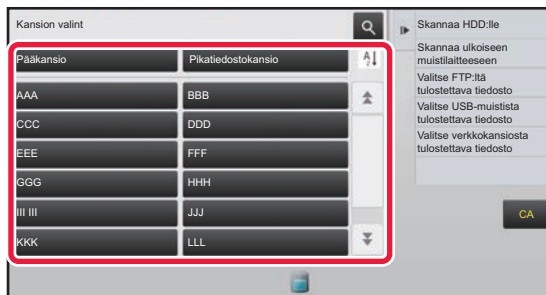 Kansion valint
Pääkansio
Pikatiedostokansio
AAA
BBB
CCC
DDD
EEE
FFF
GGG
HHH
III III
JJJ
KKK
LLL
Skannaa HDD:lle
Skannaa ulkoiseen
muistilaitteeseen
Valitse FTP:ltä
tulostettava tiedosto
Valitse USB-muistista
tulostettava tiedosto
Valitse verkkokansiosta
tulostettava tiedosto
CA